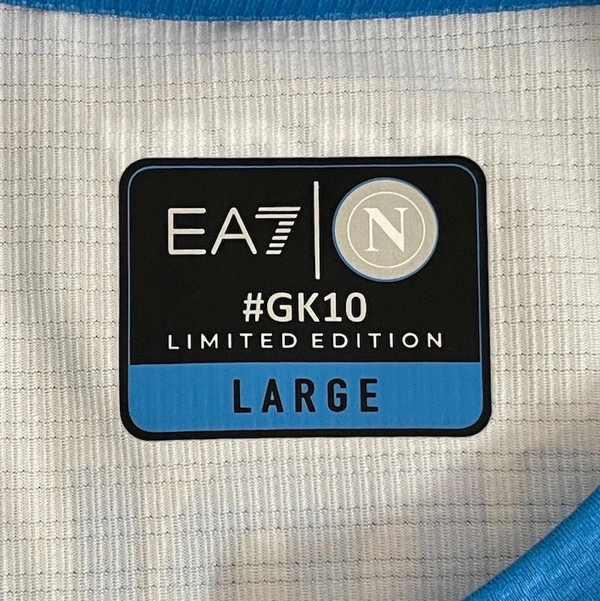 EA7 | N
#GK10
LIMITED EDITION
LARGE